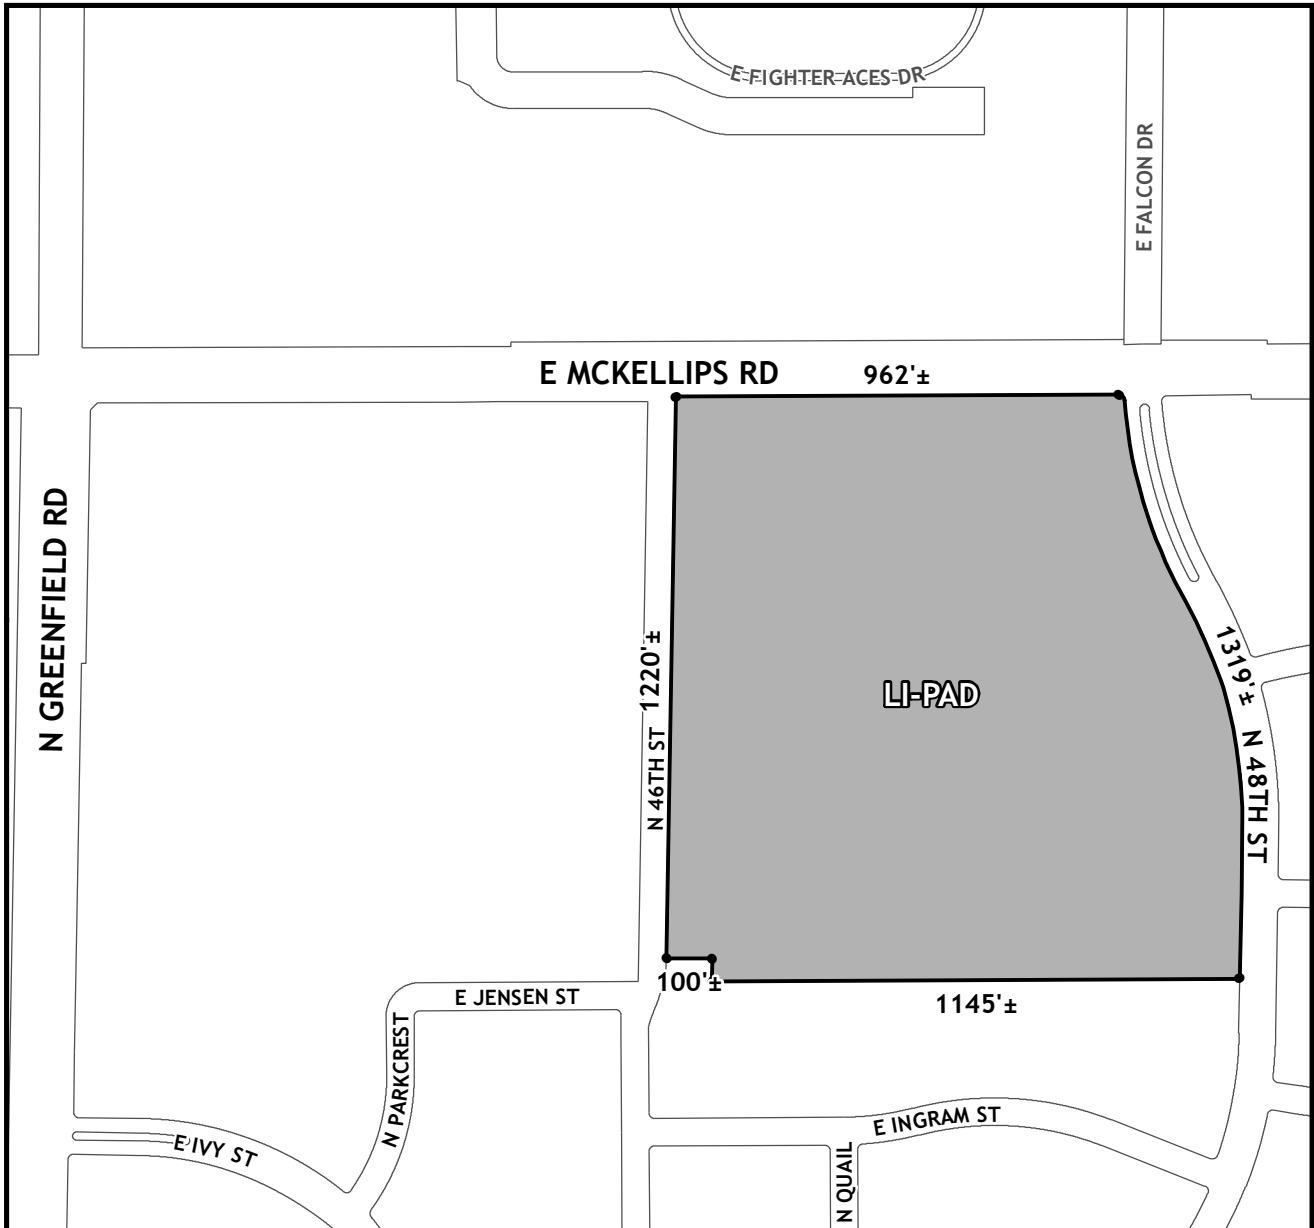 E FIGHTER ACES DR
E FALCON DR
E MCKELLIPS RD
962'±
N GREENFIELD RD
1220'±
1319'±
LI-PAD
N 46TH ST
N 48TH ST
100'±
E JENSEN ST
1145'±
N PARKCREST
E INGRAM ST
E IVY ST
N QUAIL